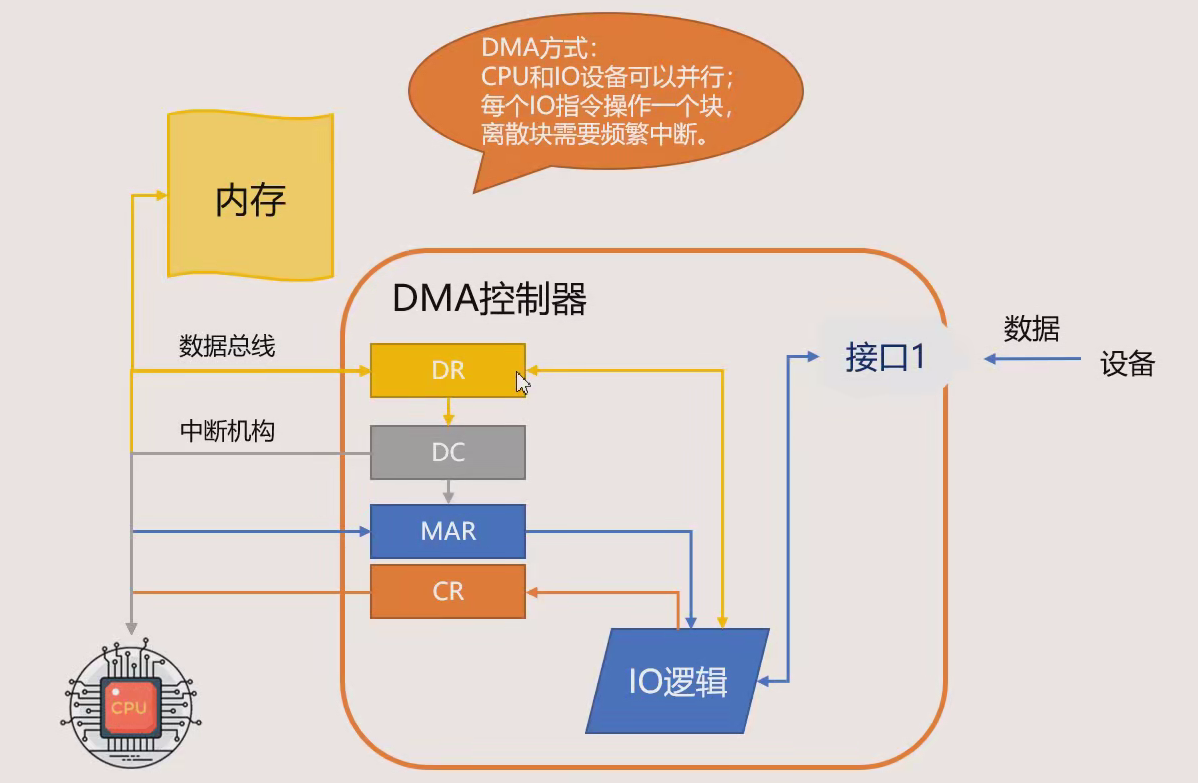 DMA方式：
CPU和IO设备可以并行；
每个IO指令操作一个块，
离散块需要频繁中断。
内存
DMA控制器
数据总线
DR
接口1
数据
设备
中断机构
DC
MAR
CR
IO逻辑
CPU